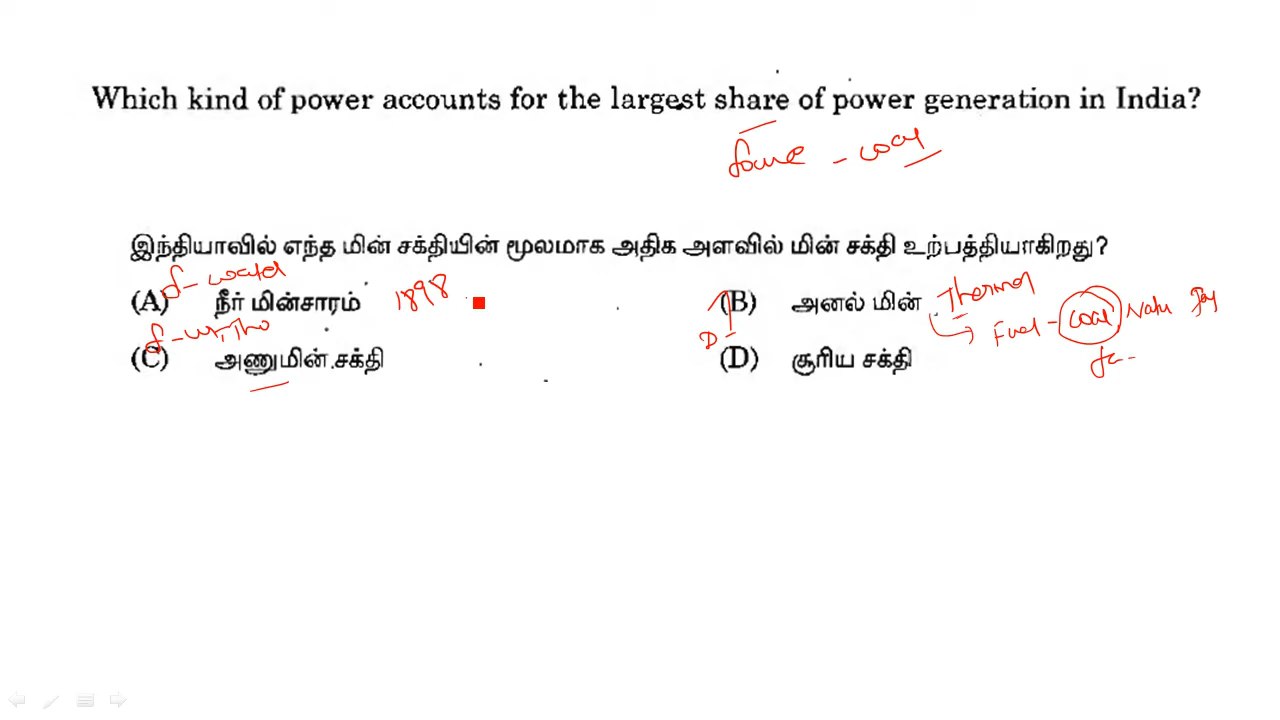 Which kind of power accounts for the largest share of power generation in India?
- coal
இந்தியாவில் எந்த மின் சக்தியின் மூலமாக அதிக அளவில் மின் சக்தி உற்பத்தியாகிறது?
(A) நீர் மின்சாரம் 1898
(B) அனல் மின் Thermal
Fuel - coal
(C) அணுமின் சக்தி
(D) சூரிய சக்தி